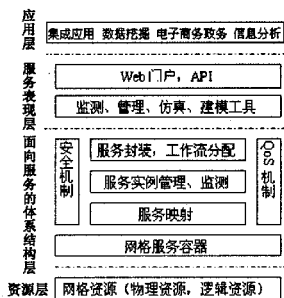 应用层
集成应用 数据挖掘 电子商务政务 信息分析
服务表现层
Web门户，API
监测、管理、仿真、建模工具
面向服务的体系结构层
安全机制
服务封装，工作流分配
服务实例管理、监测
服务映射
QoS机制
网格服务容器
资源层
网格资源（物理资源，逻辑资源）